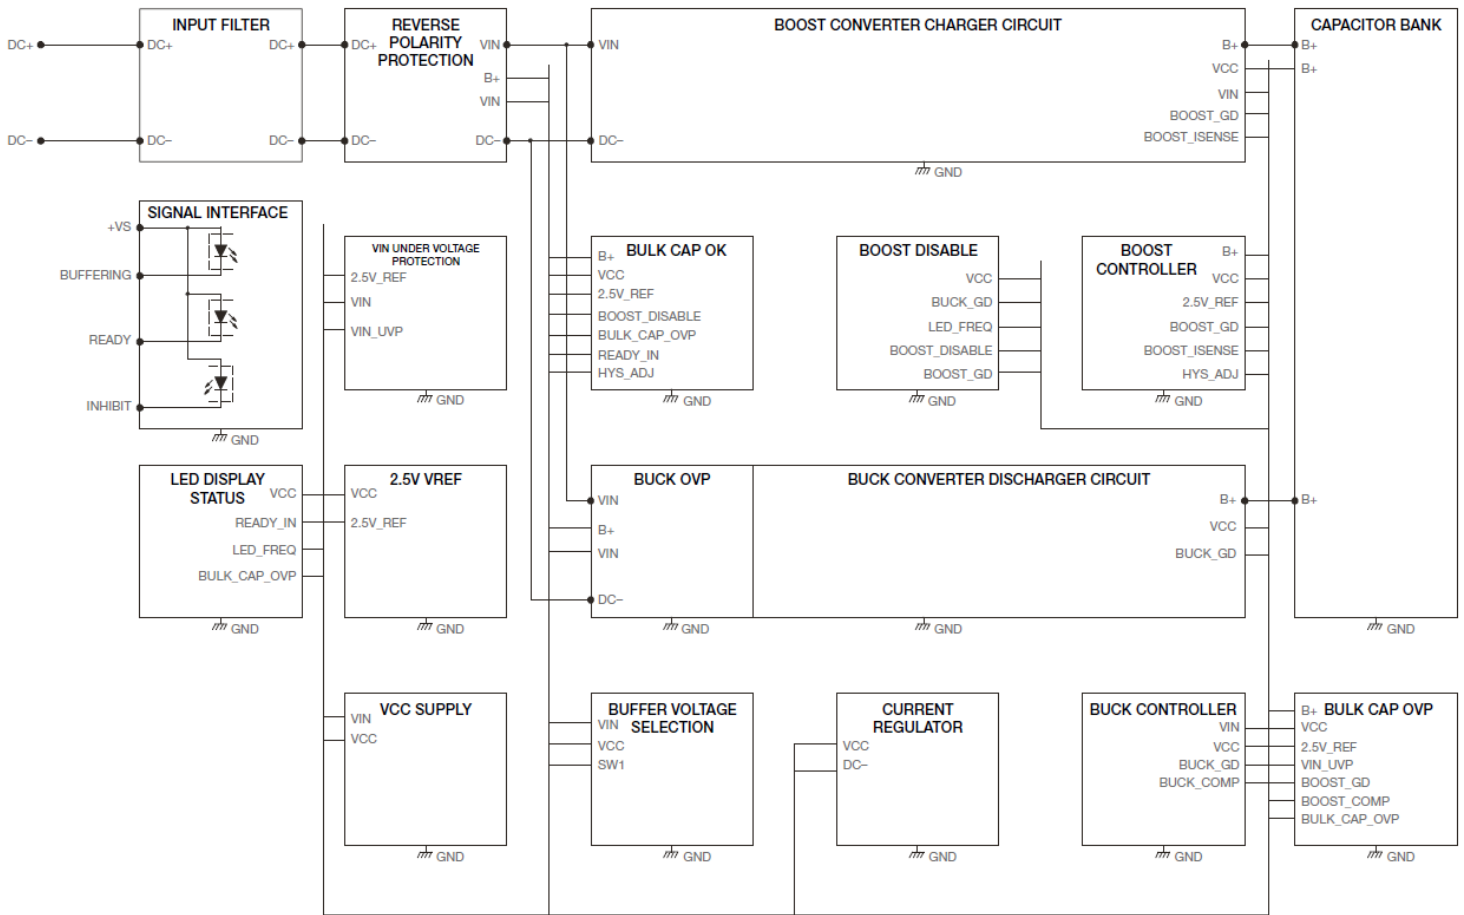 INPUT FILTER
DC+
DC+
DC+
DC−
DC−
DC−
REVERSE
POLARITY
PROTECTION
DC+
VIN
B+
VIN
DC−
DC−
BOOST CONVERTER CHARGER CIRCUIT
VIN
B+
VCC
VIN
BOOST_GD
BOOST_ISENSE
DC−
GND
CAPACITOR BANK
B+
B+
B+
GND
SIGNAL INTERFACE
+VS
BUFFERING
READY
INHIBIT
GND
VIN UNDER VOLTAGE
PROTECTION
2.5V_REF
VIN
VIN_UVP
GND
BULK CAP OK
B+
VCC
2.5V_REF
BOOST_DISABLE
BULK_CAP_OVP
READY_IN
HYS_ADJ
GND
BOOST DISABLE
VCC
BUCK_GD
LED_FREQ
BOOST_DISABLE
BOOST_GD
GND
BOOST
CONTROLLER
B+
VCC
2.5V_REF
BOOST_GD
BOOST_ISENSE
HYS_ADJ
GND
LED DISPLAY
STATUS
VCC
READY_IN
LED_FREQ
BULK_CAP_OVP
GND
2.5V VREF
VCC
2.5V_REF
GND
BUCK OVP
VIN
B+
VIN
DC−
GND
BUCK CONVERTER DISCHARGER CIRCUIT
B+
VCC
BUCK_GD
GND
VCC SUPPLY
VIN
VCC
GND
BUFFER VOLTAGE
SELECTION
VIN
VCC
SW1
GND
CURRENT
REGULATOR
VCC
DC−
GND
BUCK CONTROLLER
VIN
VCC
BUCK_GD
BUCK_COMP
GND
BULK CAP OVP
B+
VCC
2.5V_REF
VIN_UVP
BOOST_GD
BOOST_COMP
BULK_CAP_OVP
GND